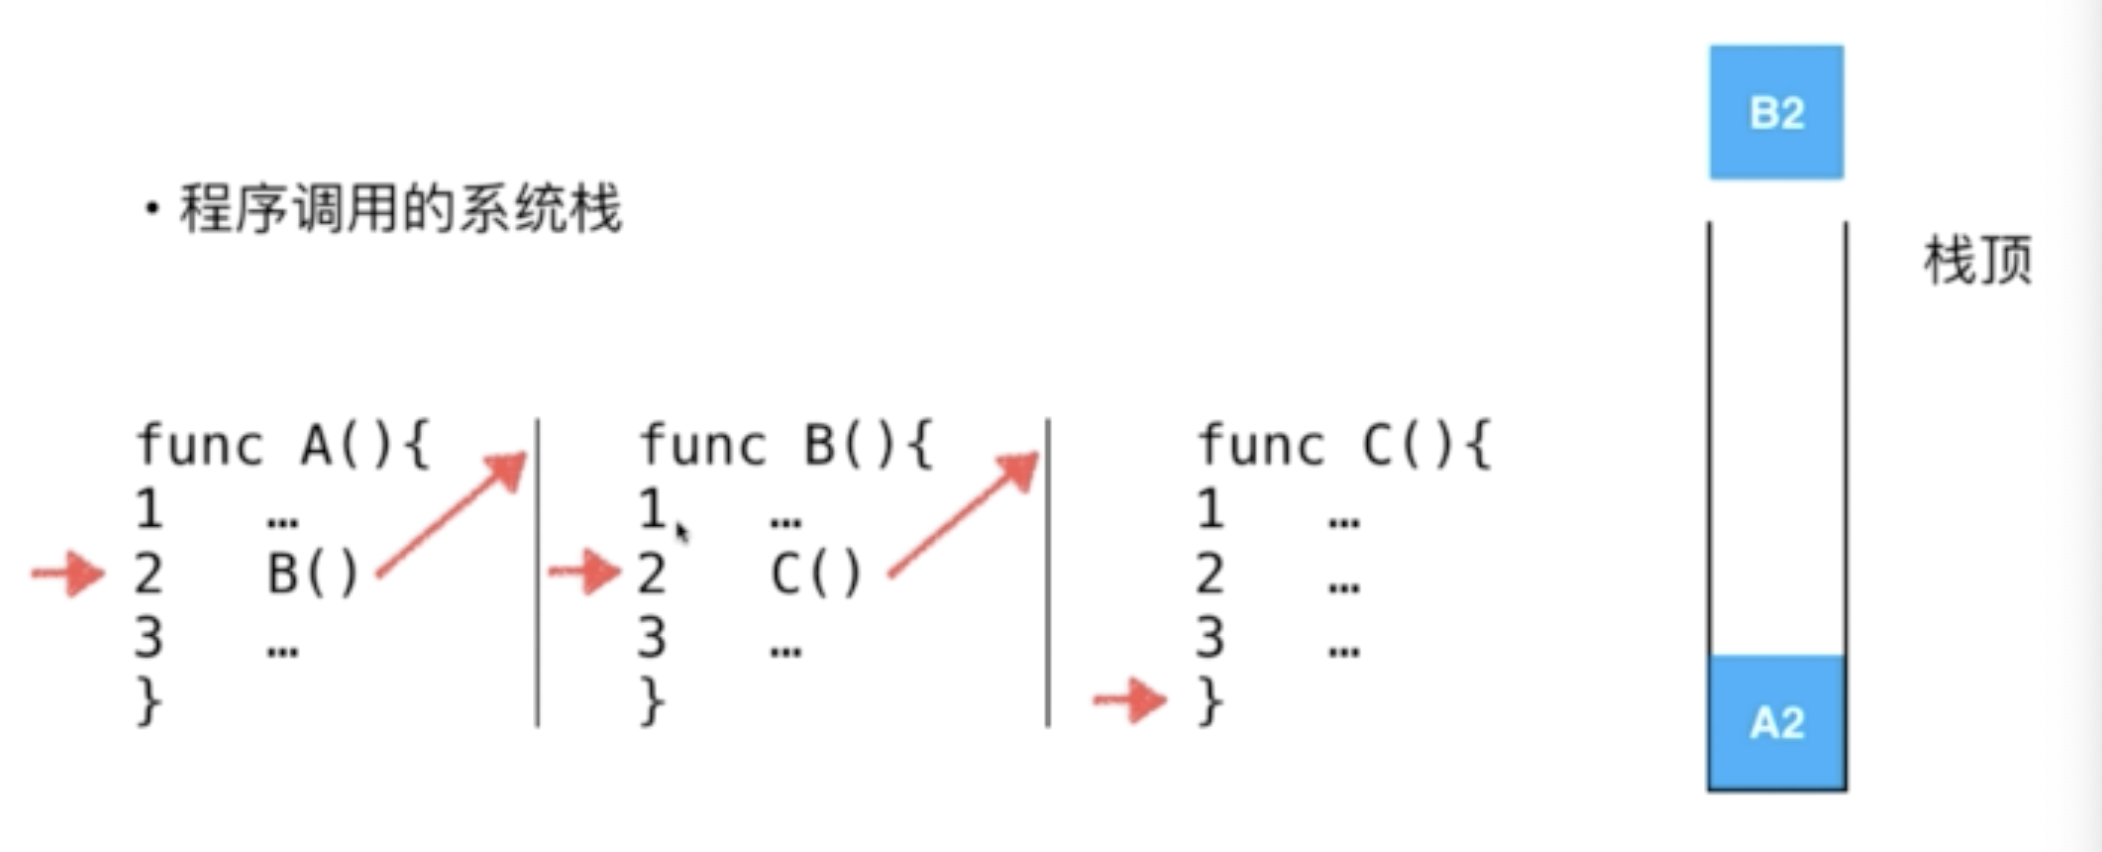 ・程序调用的系统栈
func A(){
1 …
2 B()
3 …
}
func B(){
1 …
2 C()
3 …
}
func C(){
1 …
2 …
3 …
}
B2
栈顶
A2